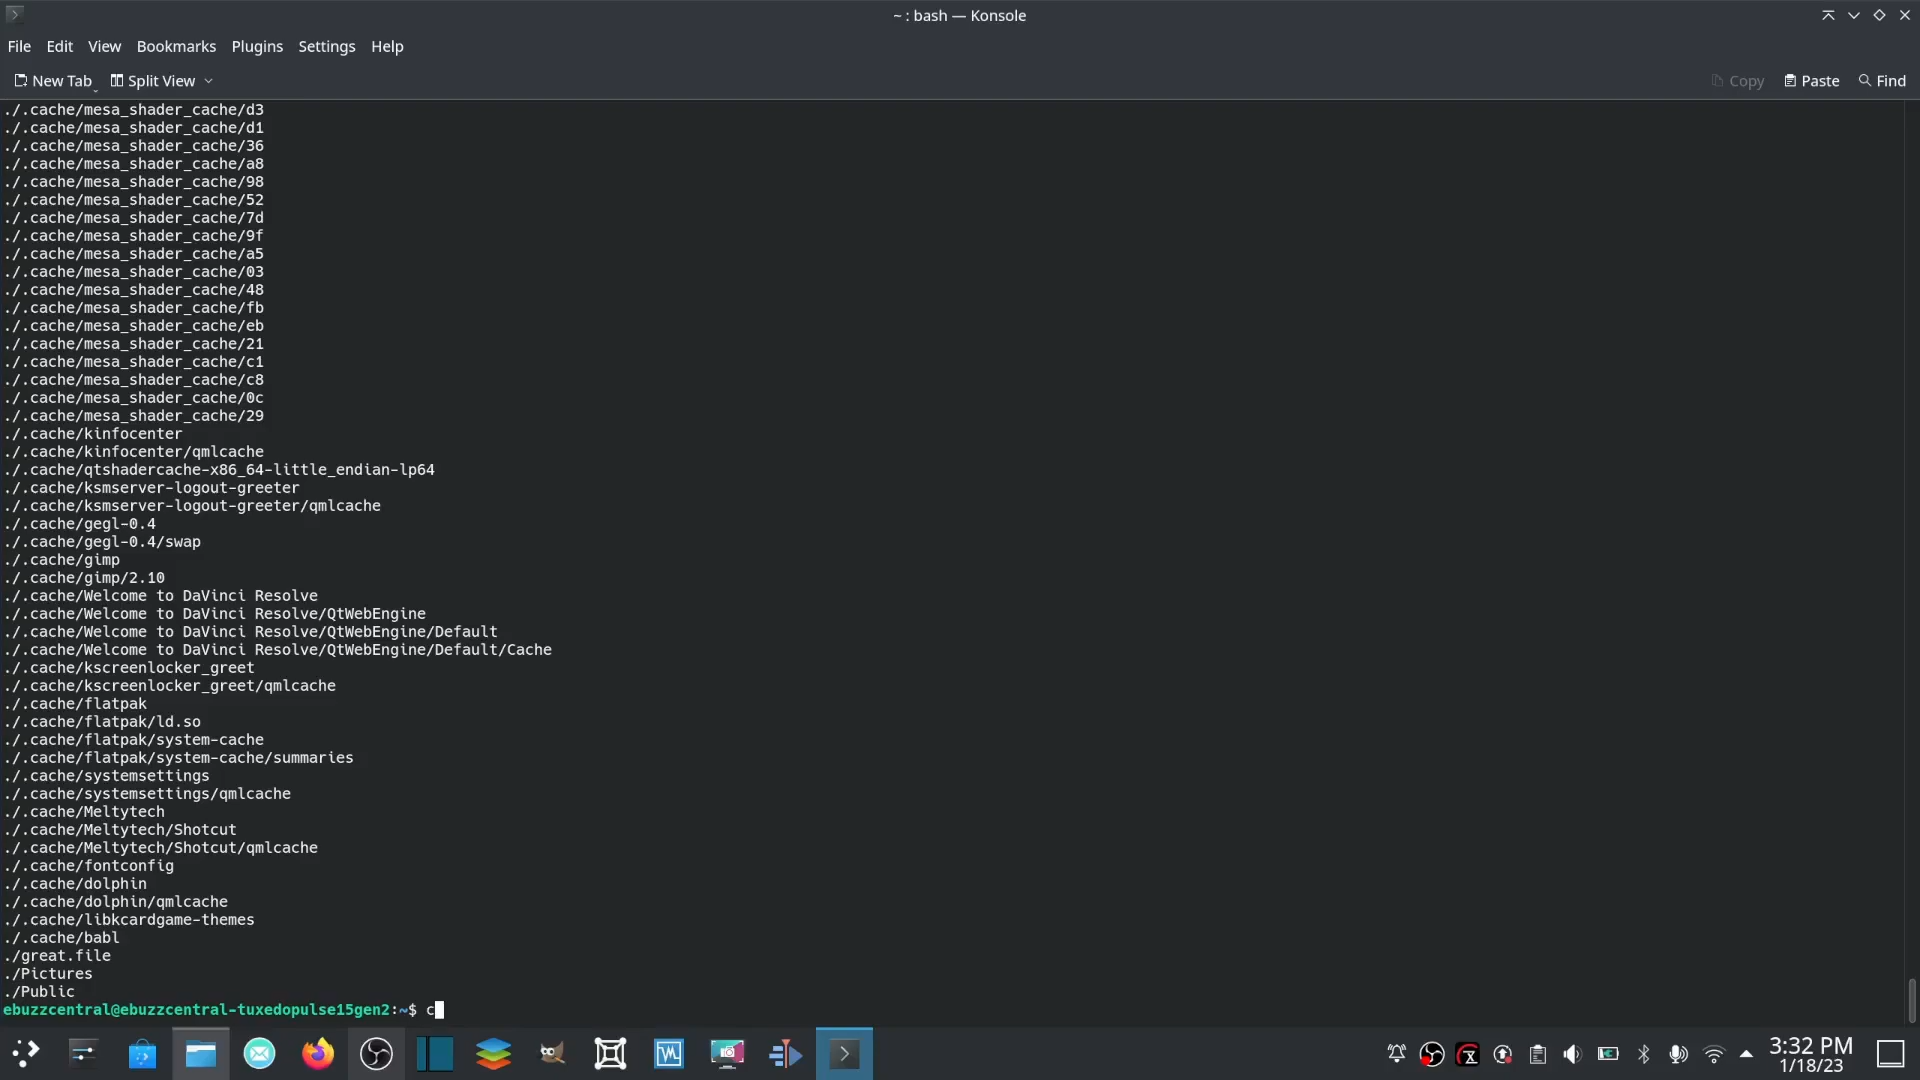 ~ : bash — Konsole
File Edit View Bookmarks Plugins Settings Help
New Tab Split View Copy Paste Find
./.cache/mesa_shader_cache/d3
./.cache/mesa_shader_cache/d1
./.cache/mesa_shader_cache/36
./.cache/mesa_shader_cache/a8
./.cache/mesa_shader_cache/98
./.cache/mesa_shader_cache/52
./.cache/mesa_shader_cache/7d
./.cache/mesa_shader_cache/9f
./.cache/mesa_shader_cache/a5
./.cache/mesa_shader_cache/03
./.cache/mesa_shader_cache/48
./.cache/mesa_shader_cache/fb
./.cache/mesa_shader_cache/eb
./.cache/mesa_shader_cache/21
./.cache/mesa_shader_cache/c1
./.cache/mesa_shader_cache/c8
./.cache/mesa_shader_cache/0c
./.cache/mesa_shader_cache/29
./.cache/kinfocenter
./.cache/kinfocenter/qmlcache
./.cache/qtshadercache-x86_64-little_endian-lp64
./.cache/ksmserver-logout-greeter
./.cache/ksmserver-logout-greeter/qmlcache
./.cache/gegl-0.4
./.cache/gegl-0.4/swap
./.cache/gimp
./.cache/gimp/2.10
./.cache/Welcome to DaVinci Resolve
./.cache/Welcome to DaVinci Resolve/QtWebEngine
./.cache/Welcome to DaVinci Resolve/QtWebEngine/Default
./.cache/Welcome to DaVinci Resolve/QtWebEngine/Default/Cache
./.cache/kscreenlocker_greet
./.cache/kscreenlocker_greet/qmlcache
./.cache/flatpak
./.cache/flatpak/ld.so
./.cache/flatpak/system-cache
./.cache/flatpak/system-cache/summaries
./.cache/systemsettings
./.cache/systemsettings/qmlcache
./.cache/Meltytech
./.cache/Meltytech/Shotcut
./.cache/Meltytech/Shotcut/qmlcache
./.cache/fontconfig
./.cache/dolphin
./.cache/dolphin/qmlcache
./.cache/libkcardgame-themes
./.cache/babl
./great.file
./Pictures
./Public
ebuzzcentral@ebuzzcentral-tuxedopulse15gen2:~$ c
3:32 PM
1/18/23